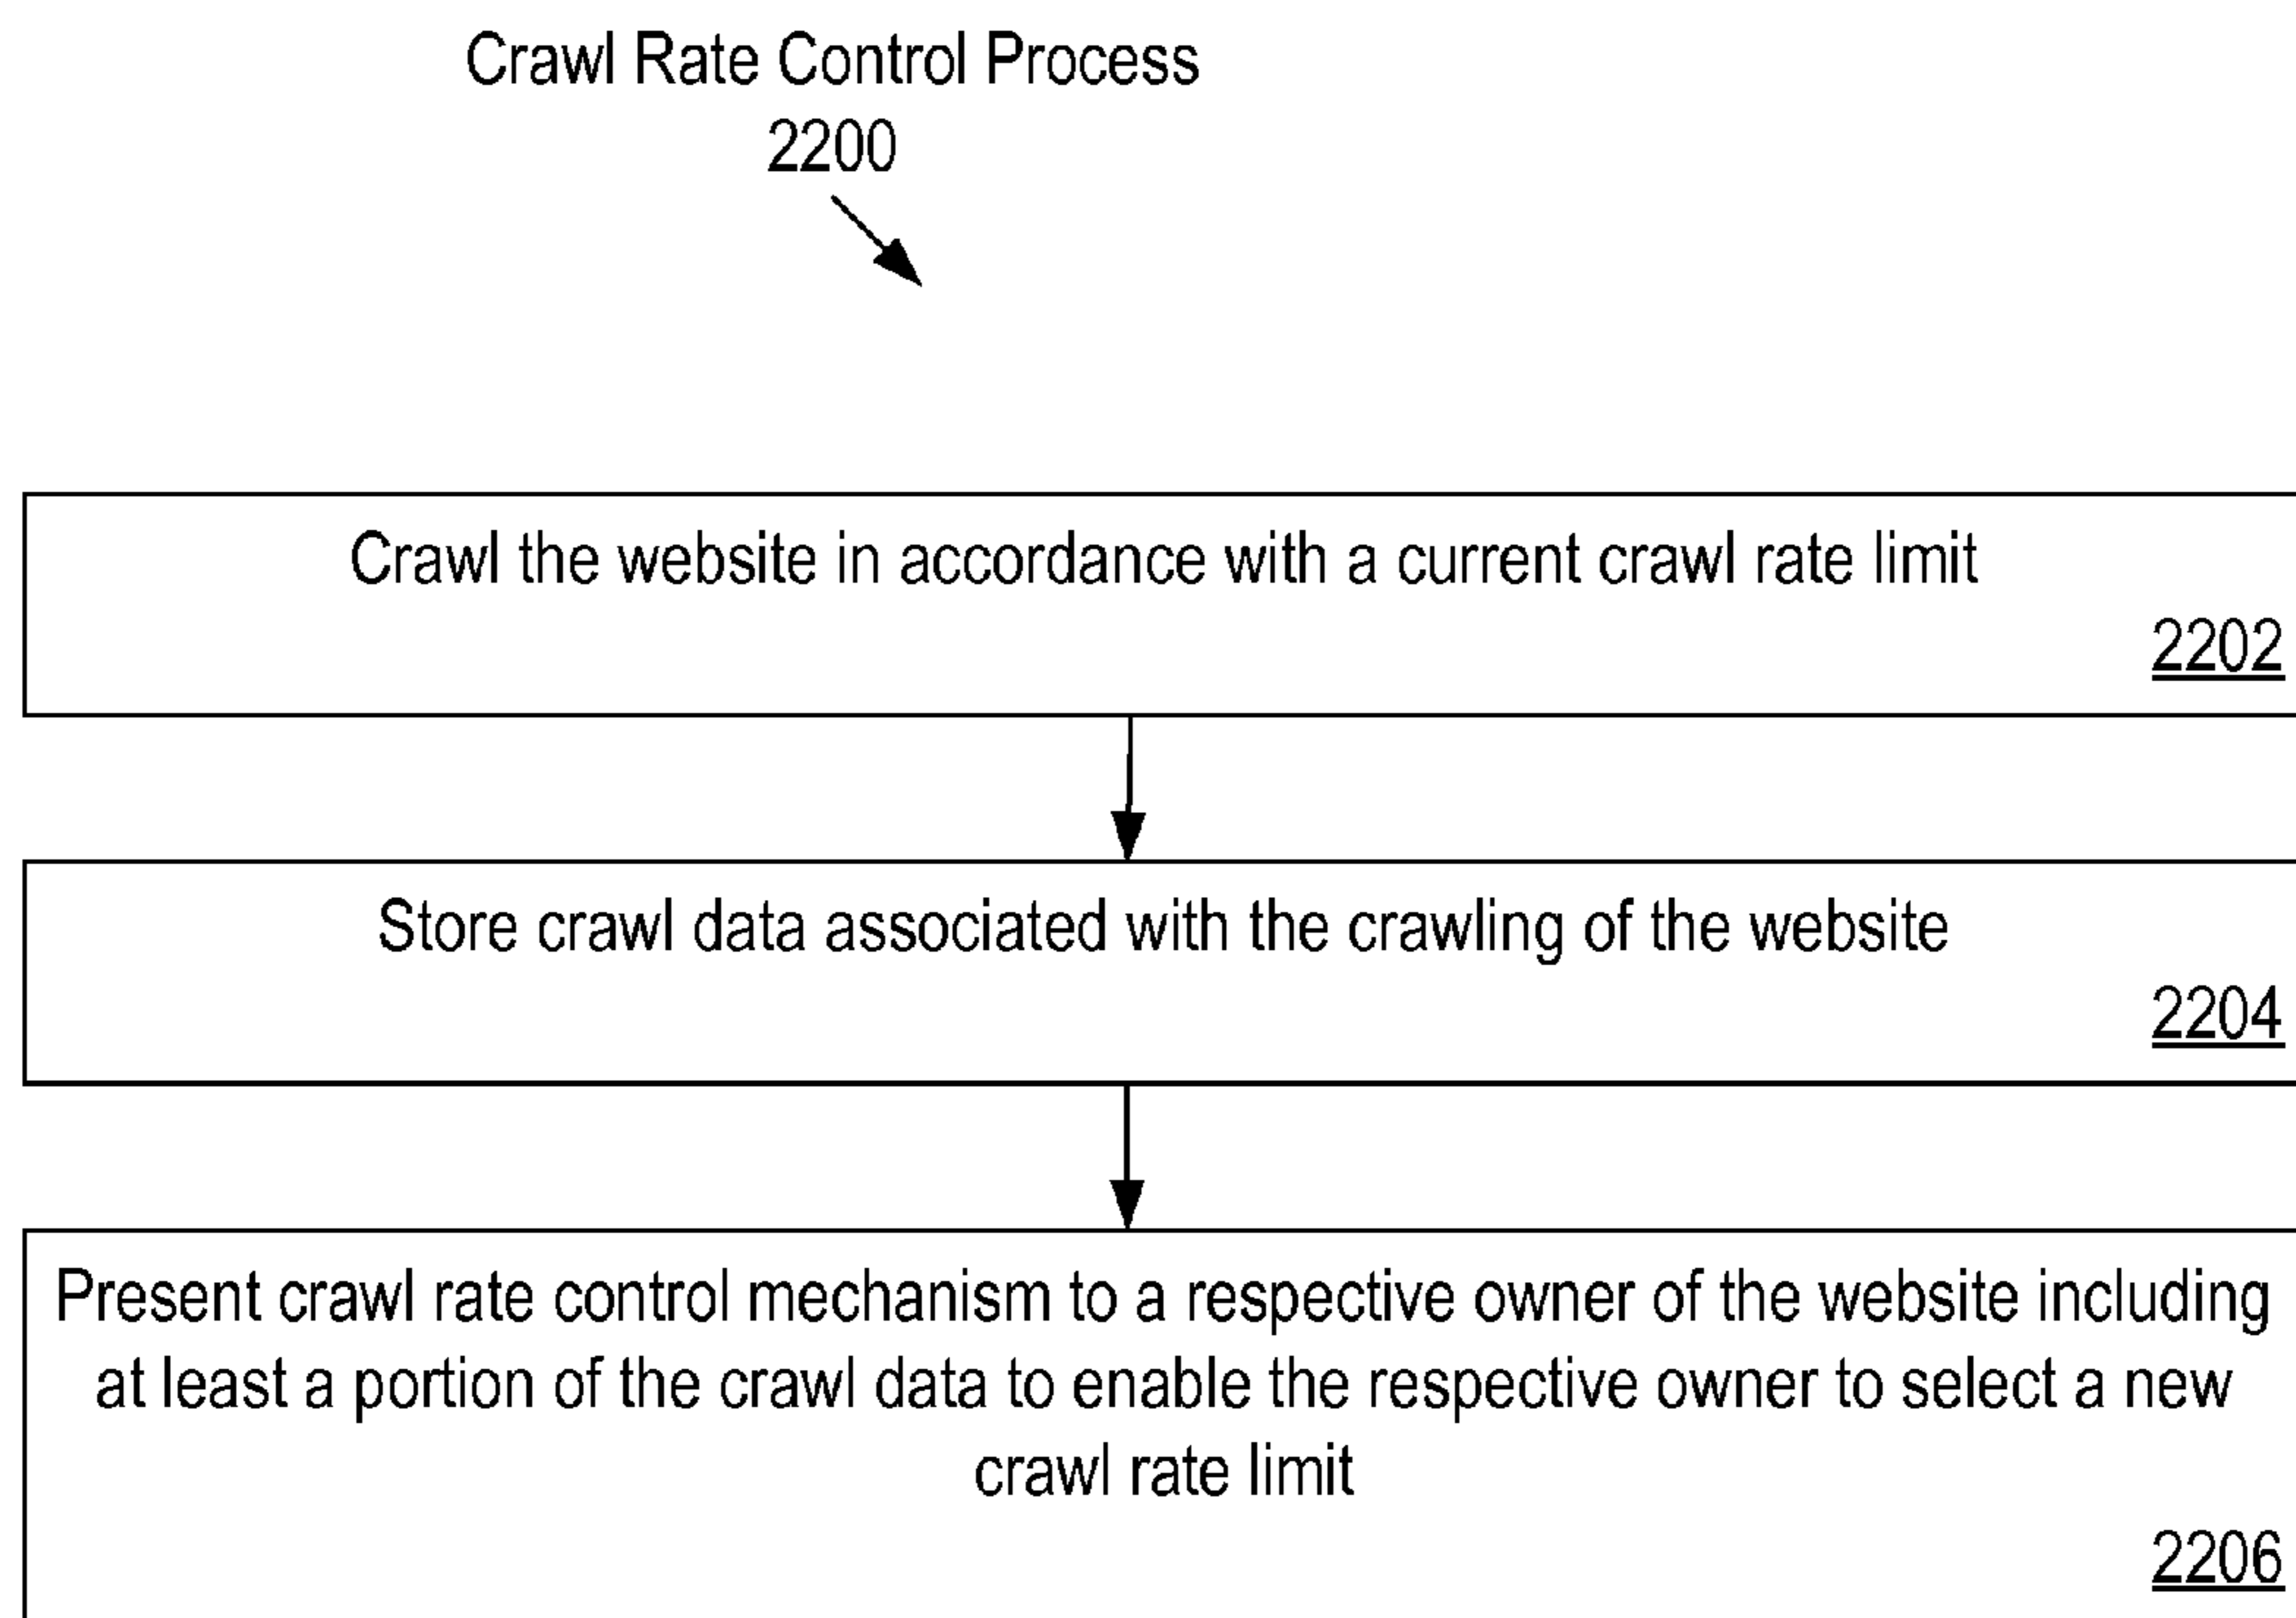 Crawl Rate Control Process
2200
Crawl the website in accordance with a current crawl rate limit
2202
Store crawl data associated with the crawling of the website
2204
Present crawl rate control mechanism to a respective owner of the website including
at least a portion of the crawl data to enable the respective owner to select a new
crawl rate limit
2206